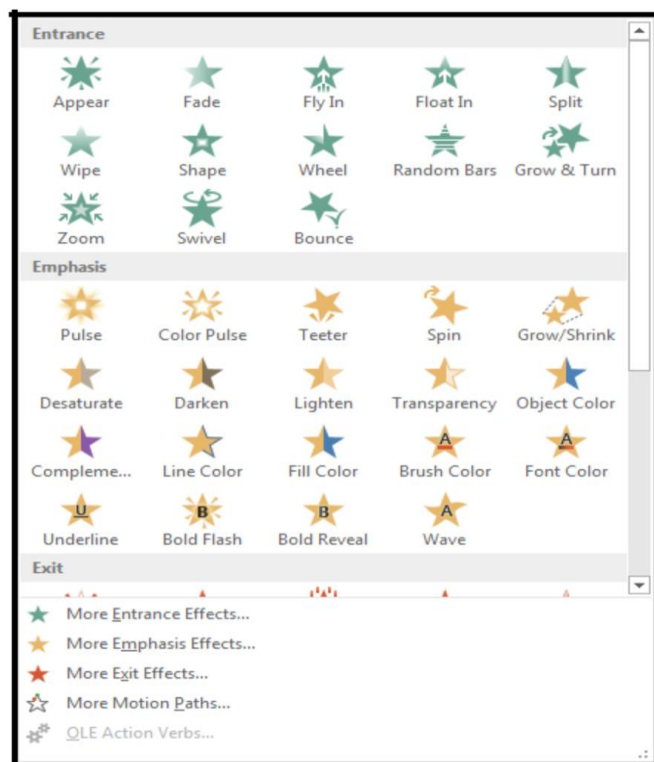 Entrance
Appear Fade Fly In Float In Split
Wipe Shape Wheel Random Bars Grow & Turn
Zoom Swivel Bounce
Emphasis
Pulse Color Pulse Teeter Spin Grow/Shrink
Desaturate Darken Lighten Transparency Object Color
Compleme... Line Color Fill Color Brush Color Font Color
Underline Bold Flash Bold Reveal Wave
Exit
More Entrance Effects...
More Emphasis Effects...
More Exit Effects...
More Motion Paths...
OLE Action Verbs...